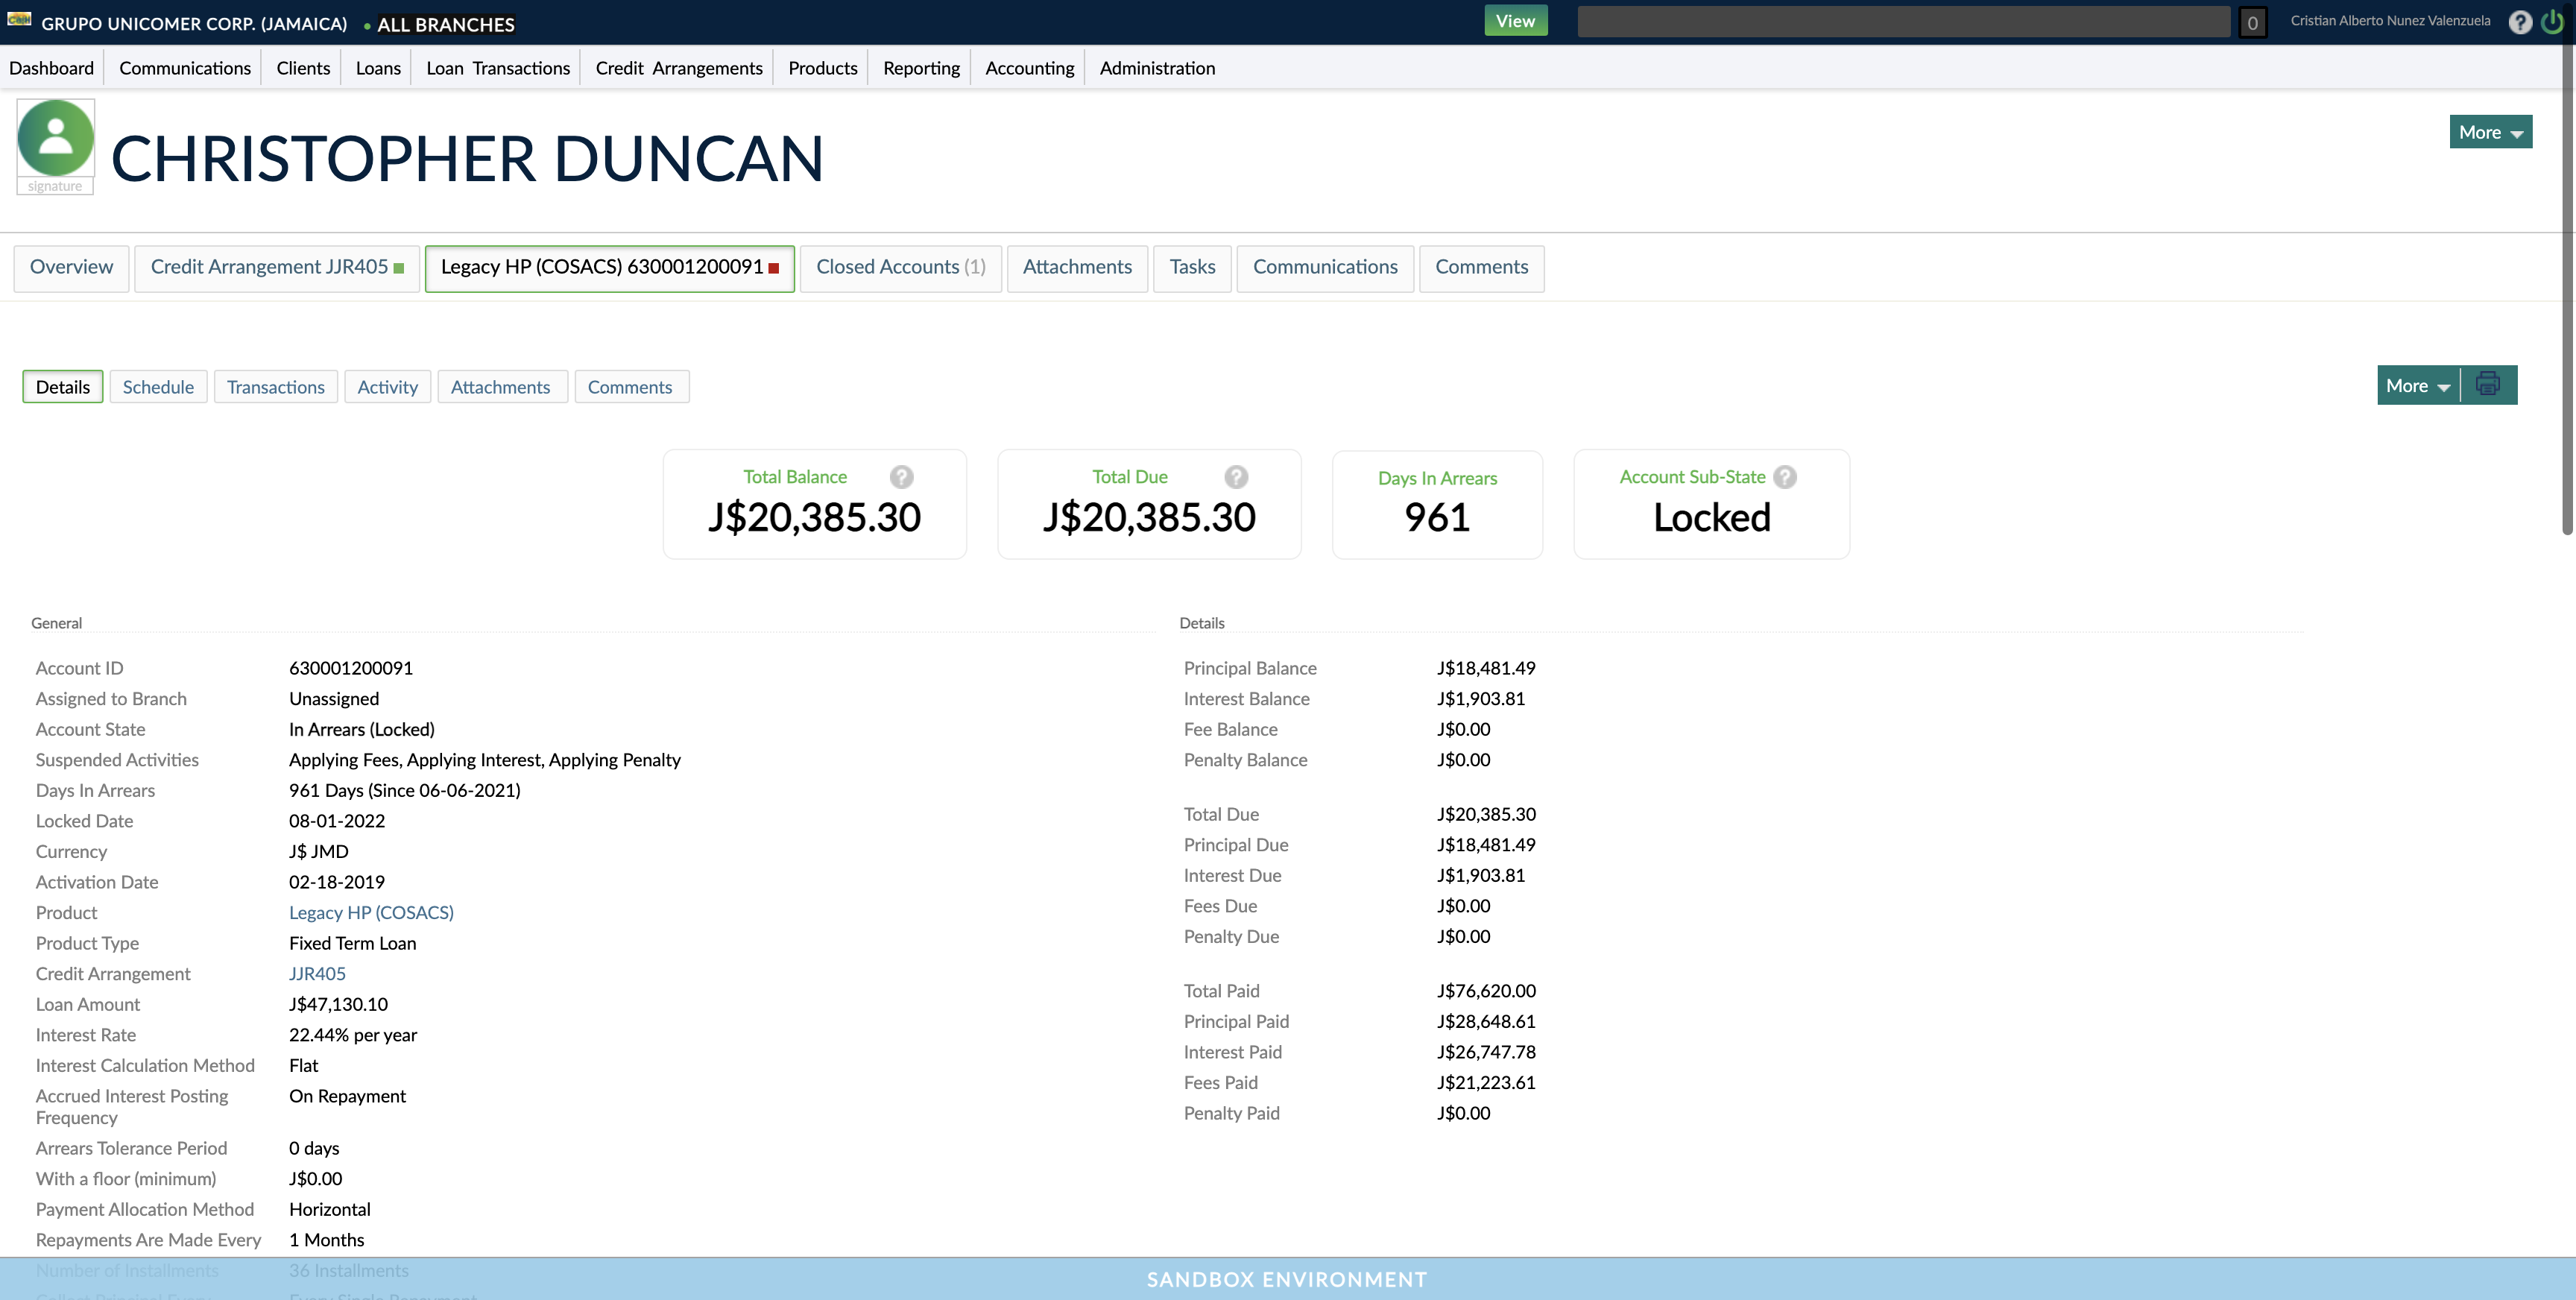 GRUPO UNICOMER CORP. (JAMAICA) • ALL BRANCHES View 0 Cristian Alberto Nunez Valenzuela ?
Dashboard Communications Clients Loans Loan Transactions Credit Arrangements Products Reporting Accounting Administration
signature
CHRISTOPHER DUNCAN
More
Overview Credit Arrangement JJR405 Legacy HP (COSACS) 630001200091 Closed Accounts (1) Attachments Tasks Communications Comments
Details Schedule Transactions Activity Attachments Comments More
Total Balance ? Total Due ? Days In Arrears Account Sub-State ?
J$20,385.30 J$20,385.30 961 Locked
General
Account ID 630001200091
Assigned to Branch Unassigned
Account State In Arrears (Locked)
Suspended Activities Applying Fees, Applying Interest, Applying Penalty
Days In Arrears 961 Days (Since 06-06-2021)
Locked Date 08-01-2022
Currency J$ JMD
Activation Date 02-18-2019
Product Legacy HP (COSACS)
Product Type Fixed Term Loan
Credit Arrangement JJR405
Loan Amount J$47,130.10
Interest Rate 22.44% per year
Interest Calculation Method Flat
Accrued Interest Posting On Repayment
Frequency
Arrears Tolerance Period 0 days
With a floor (minimum) J$0.00
Payment Allocation Method Horizontal
Repayments Are Made Every 1 Months
Number of Installments 36 Installments
Details
Principal Balance J$18,481.49
Interest Balance J$1,903.81
Fee Balance J$0.00
Penalty Balance J$0.00
Total Due J$20,385.30
Principal Due J$18,481.49
Interest Due J$1,903.81
Fees Due J$0.00
Penalty Due J$0.00
Total Paid J$76,620.00
Principal Paid J$28,648.61
Interest Paid J$26,747.78
Fees Paid J$21,223.61
Penalty Paid J$0.00
SANDBOX ENVIRONMENT